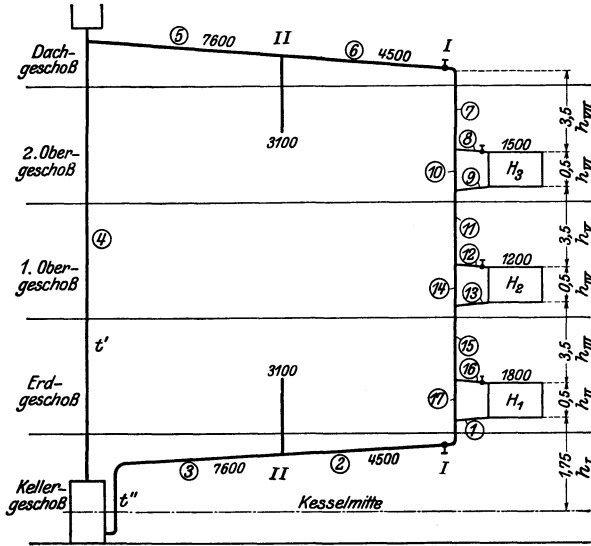 ⑤ 7600 II ⑥ 4500 I
Dach-
geschoß
⑦
3,5 h_VII
3100
⑧ 1500
2.Ober-
geschoß
⑩ H₃ 0,5 h_VI
⑨
④
⑪ 3,5 h_V
⑫ 1200
1. Ober-
geschoß
⑭ H₂ 0,5 h_IV
⑬
t'
⑮ 3,5 h_III
3100
⑯ 1800
Erd-
geschoß
⑰ H₁ 0,5 h_II
①
③ 7600 II ② 4500 I
1,75 h_I
Keller-
geschoß
t"
Kesselmitte